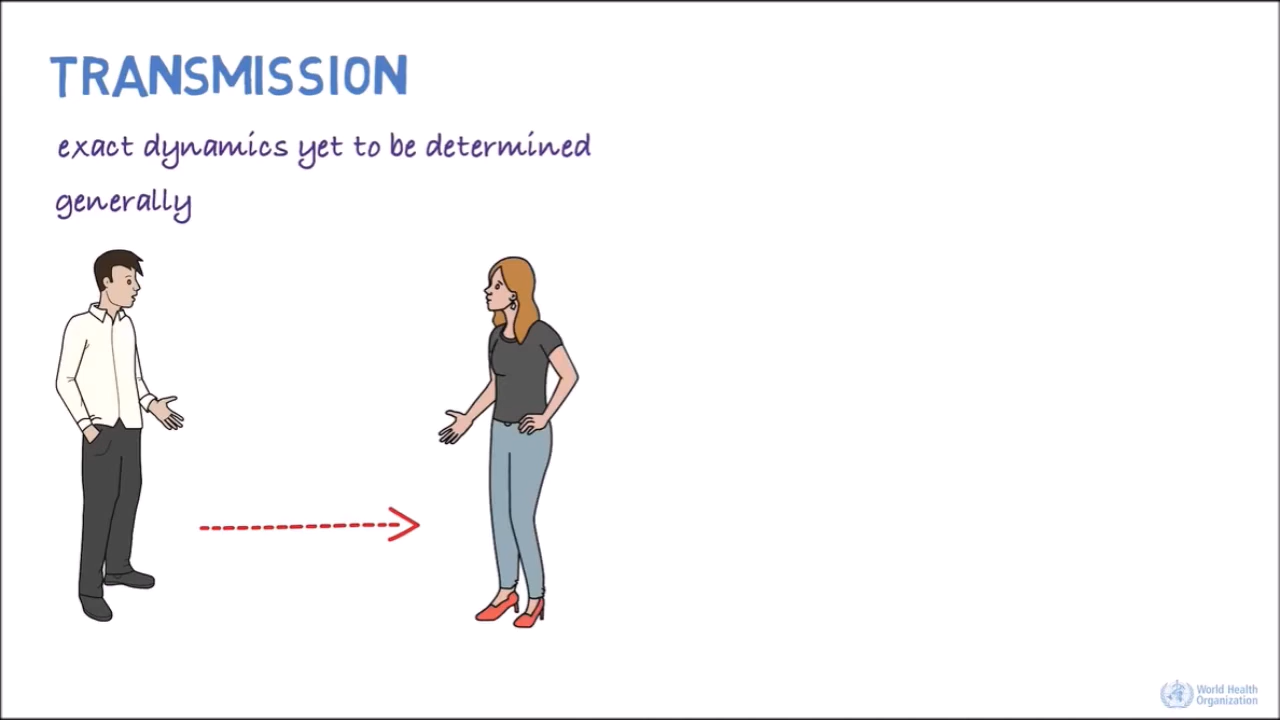 TRANSMISSION
exact dynamics yet to be determined
generally
World Health
Organization